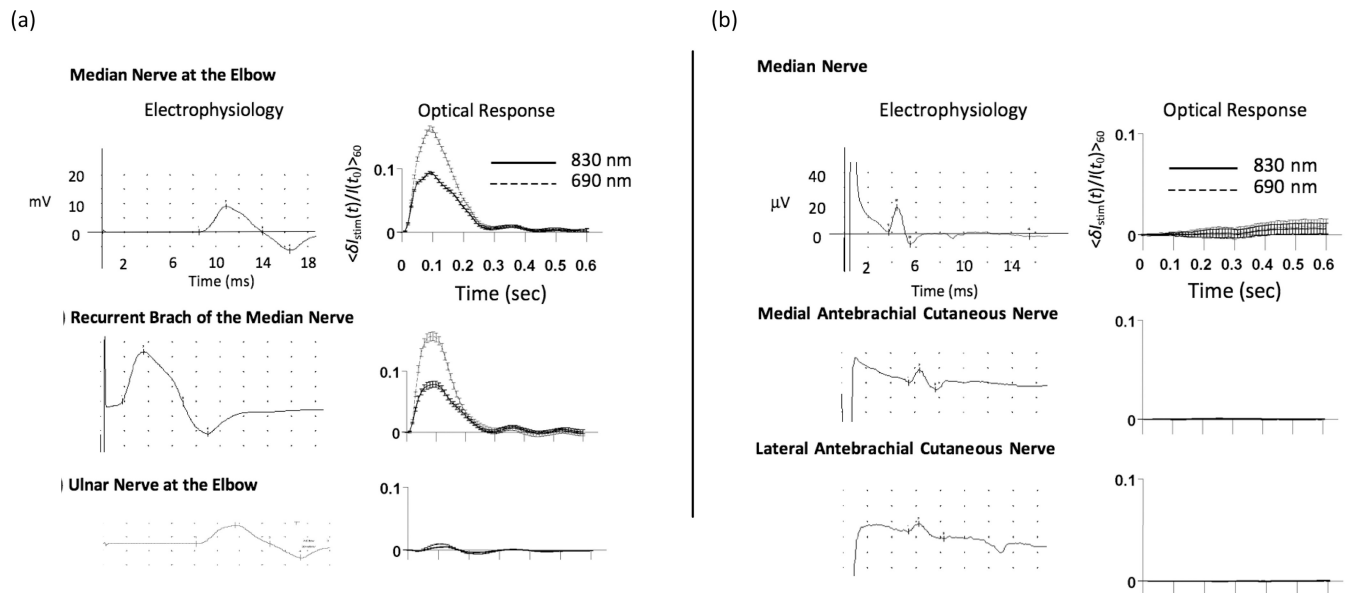 (a)
Median Nerve at the Elbow
Electrophysiology
Optical Response
mV
20
10
0
2 6 10 14 18
Time (ms)
<δI_stim(t)/I(t₀)>₆₀
0.1
0
830 nm
690 nm
0 0.1 0.2 0.3 0.4 0.5 0.6
Time (sec)
) Recurrent Brach of the Median Nerve
0.1
0
) Ulnar Nerve at the Elbow
0.1
0
(b)
Median Nerve
Electrophysiology
Optical Response
μV
40
20
0
2 6 10 14
Time (ms)
<δI_stim(t)/I(t₀)>₆₀
0.1
0
830 nm
690 nm
0 0.1 0.2 0.3 0.4 0.5 0.6
Time (sec)
Medial Antebrachial Cutaneous Nerve
0.1
0
Lateral Antebrachial Cutaneous Nerve
0.1
0